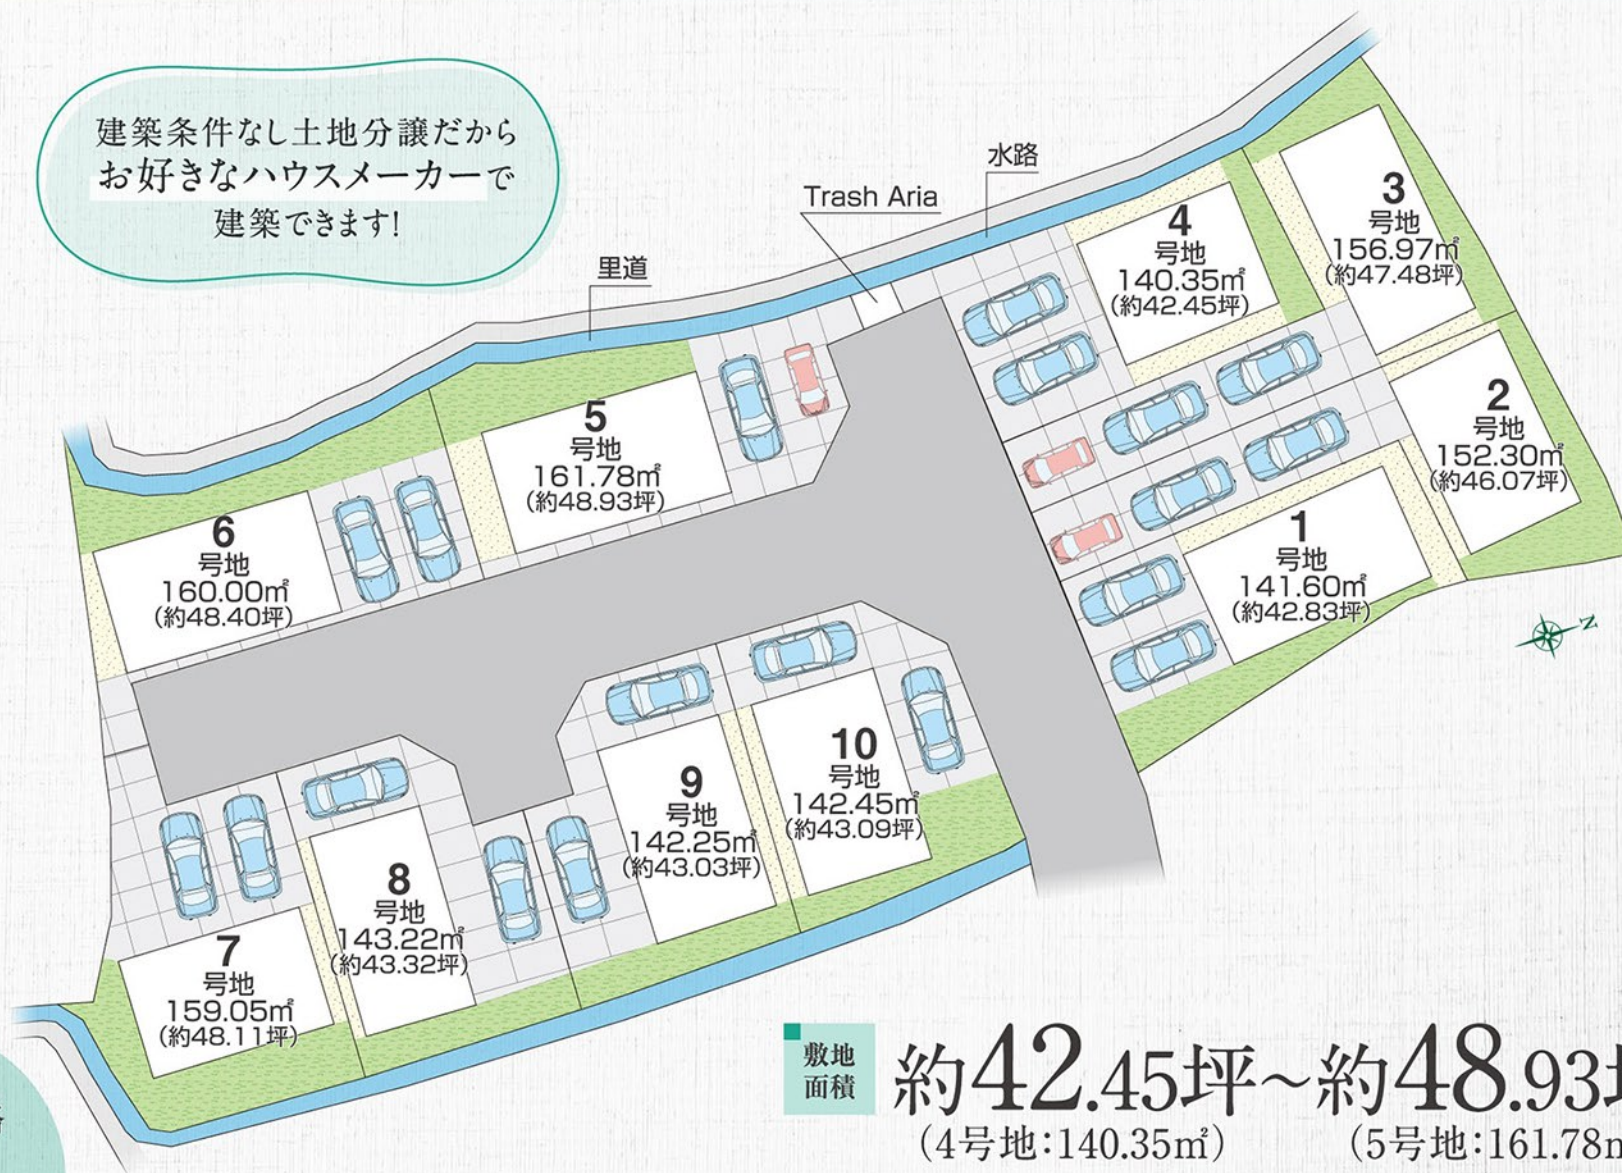 建築条件なし土地分譲だから
お好きなハウスメーカーで
建築できます!
里道
Trash Aria
水路
3
号地
156.97㎡
(約47.48坪)
4
号地
140.35㎡
(約42.45坪)
2
号地
152.30㎡
(約46.07坪)
5
号地
161.78㎡
(約48.93坪)
1
号地
141.60㎡
(約42.83坪)
6
号地
160.00㎡
(約48.40坪)
N
10
号地
142.45㎡
(約43.09坪)
9
号地
142.25㎡
(約43.03坪)
8
号地
143.22㎡
(約43.32坪)
7
号地
159.05㎡
(約48.11坪)
敷地
面積
約42.45坪~約48.93坪
(4号地:140.35㎡)
(5号地:161.78m